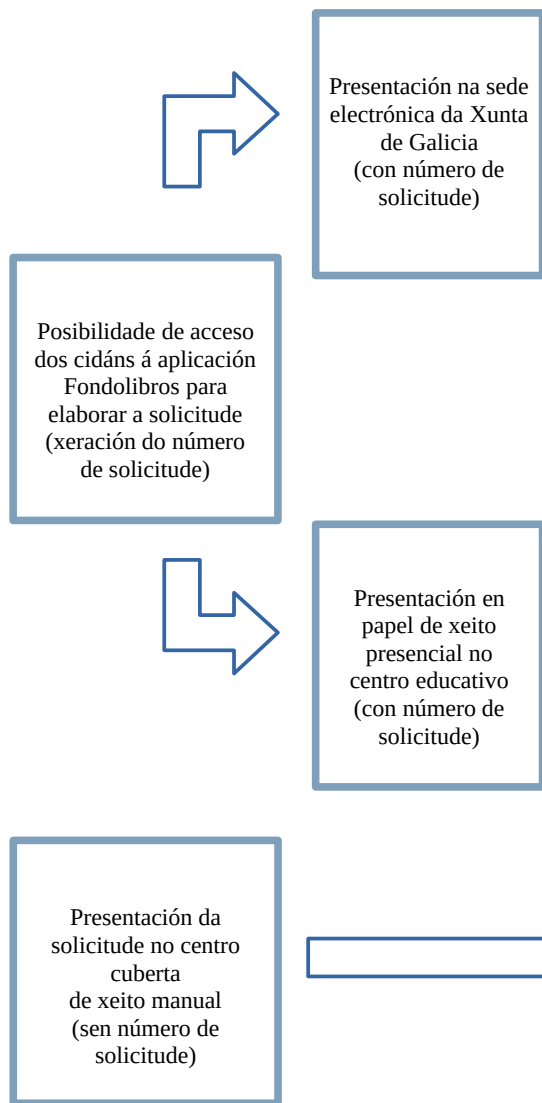 Presentación na sede
electrónica da Xunta
de Galicia
(con número de
solicitude)
Posibilidade de acceso
dos cidáns á aplicación
Fondolibros para
elaborar a solicitude
(xeración do número
de solicitude)
Presentación en
papel de xeito
presencial no
centro educativo
(con número de
solicitude)
Presentación da
solicitude no centro
cuberta
de xeito manual
(sen número de
solicitude)